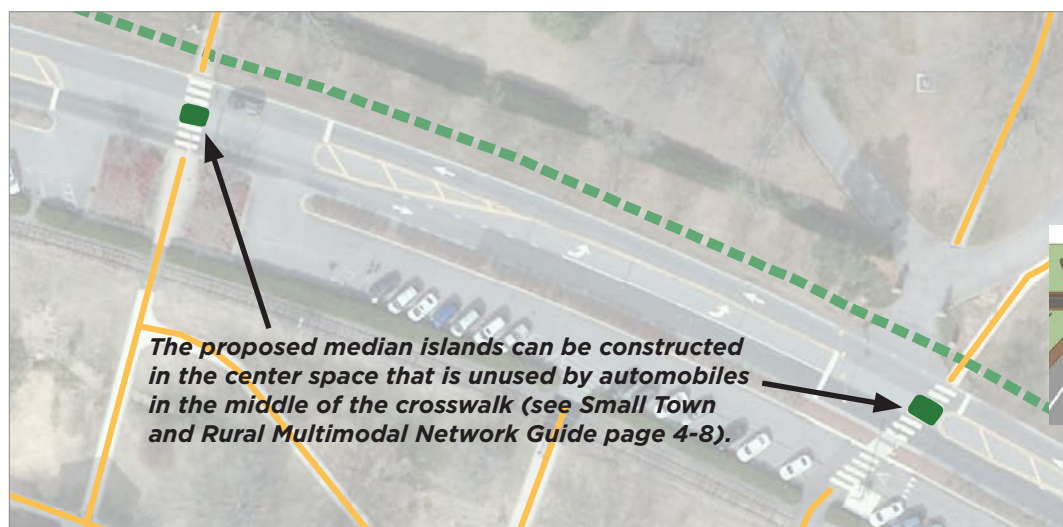 The proposed median islands can be constructed
in the center space that is unused by automobiles
in the middle of the crosswalk (see Small Town
and Rural Multimodal Network Guide page 4-8).